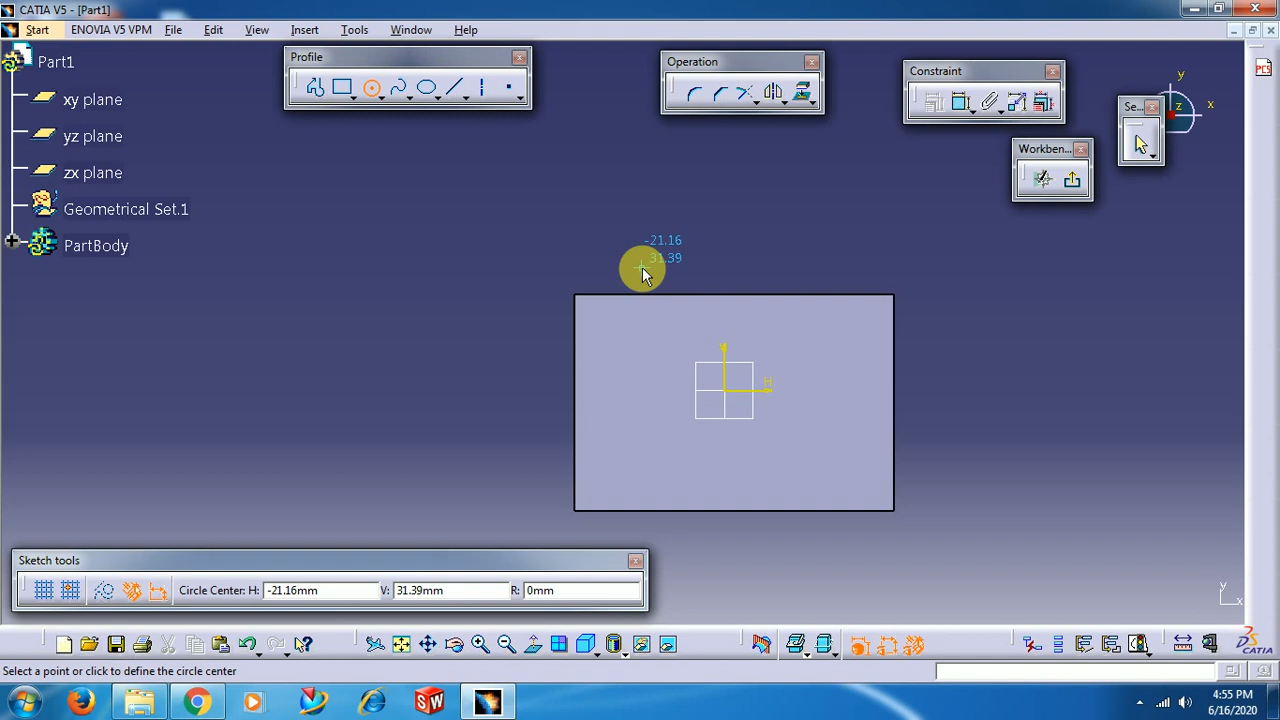 CATIA V5 - [Part1]
Start ENOVIA V5 VPM File Edit View Insert Tools Window Help
Part1
xy plane
yz plane
zx plane
Geometrical Set.1
PartBody
Profile
Operation
Constraint
Se...
Workben...
PCS
y
x
z
-21.16
31.39
V
H
Sketch tools
Circle Center: H: -21.16mm V: 31.39mm R: 0mm
y
x
CATIA
Select a point or click to define the circle center
SW
4:55 PM
6/16/2020